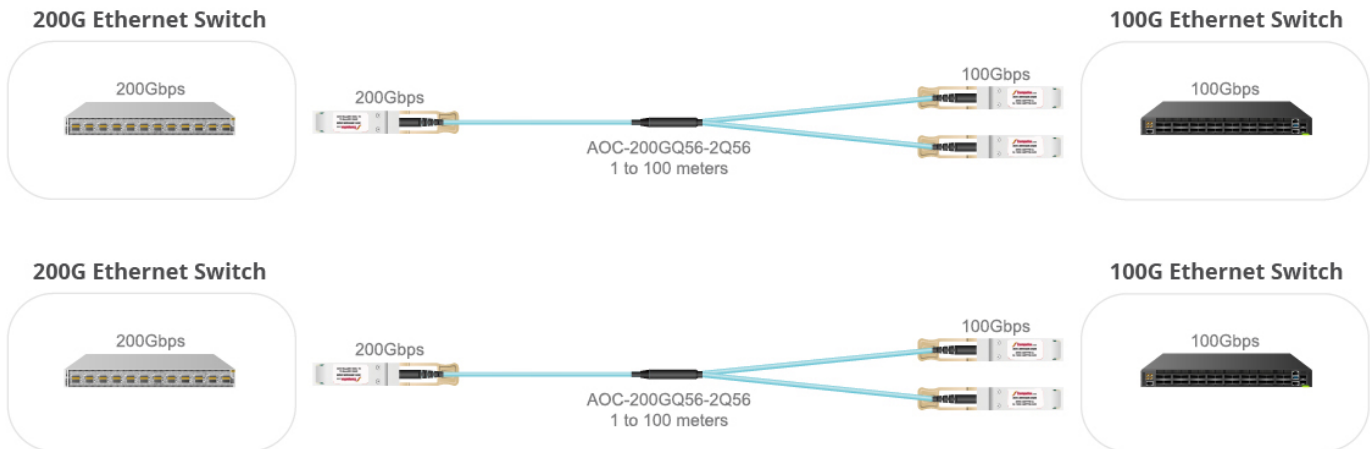 200G Ethernet Switch
100G Ethernet Switch
200Gbps
200Gbps
100Gbps
100Gbps
AOC-200GQ56-2Q56
1 to 100 meters
200G Ethernet Switch
100G Ethernet Switch
200Gbps
200Gbps
100Gbps
100Gbps
AOC-200GQ56-2Q56
1 to 100 meters